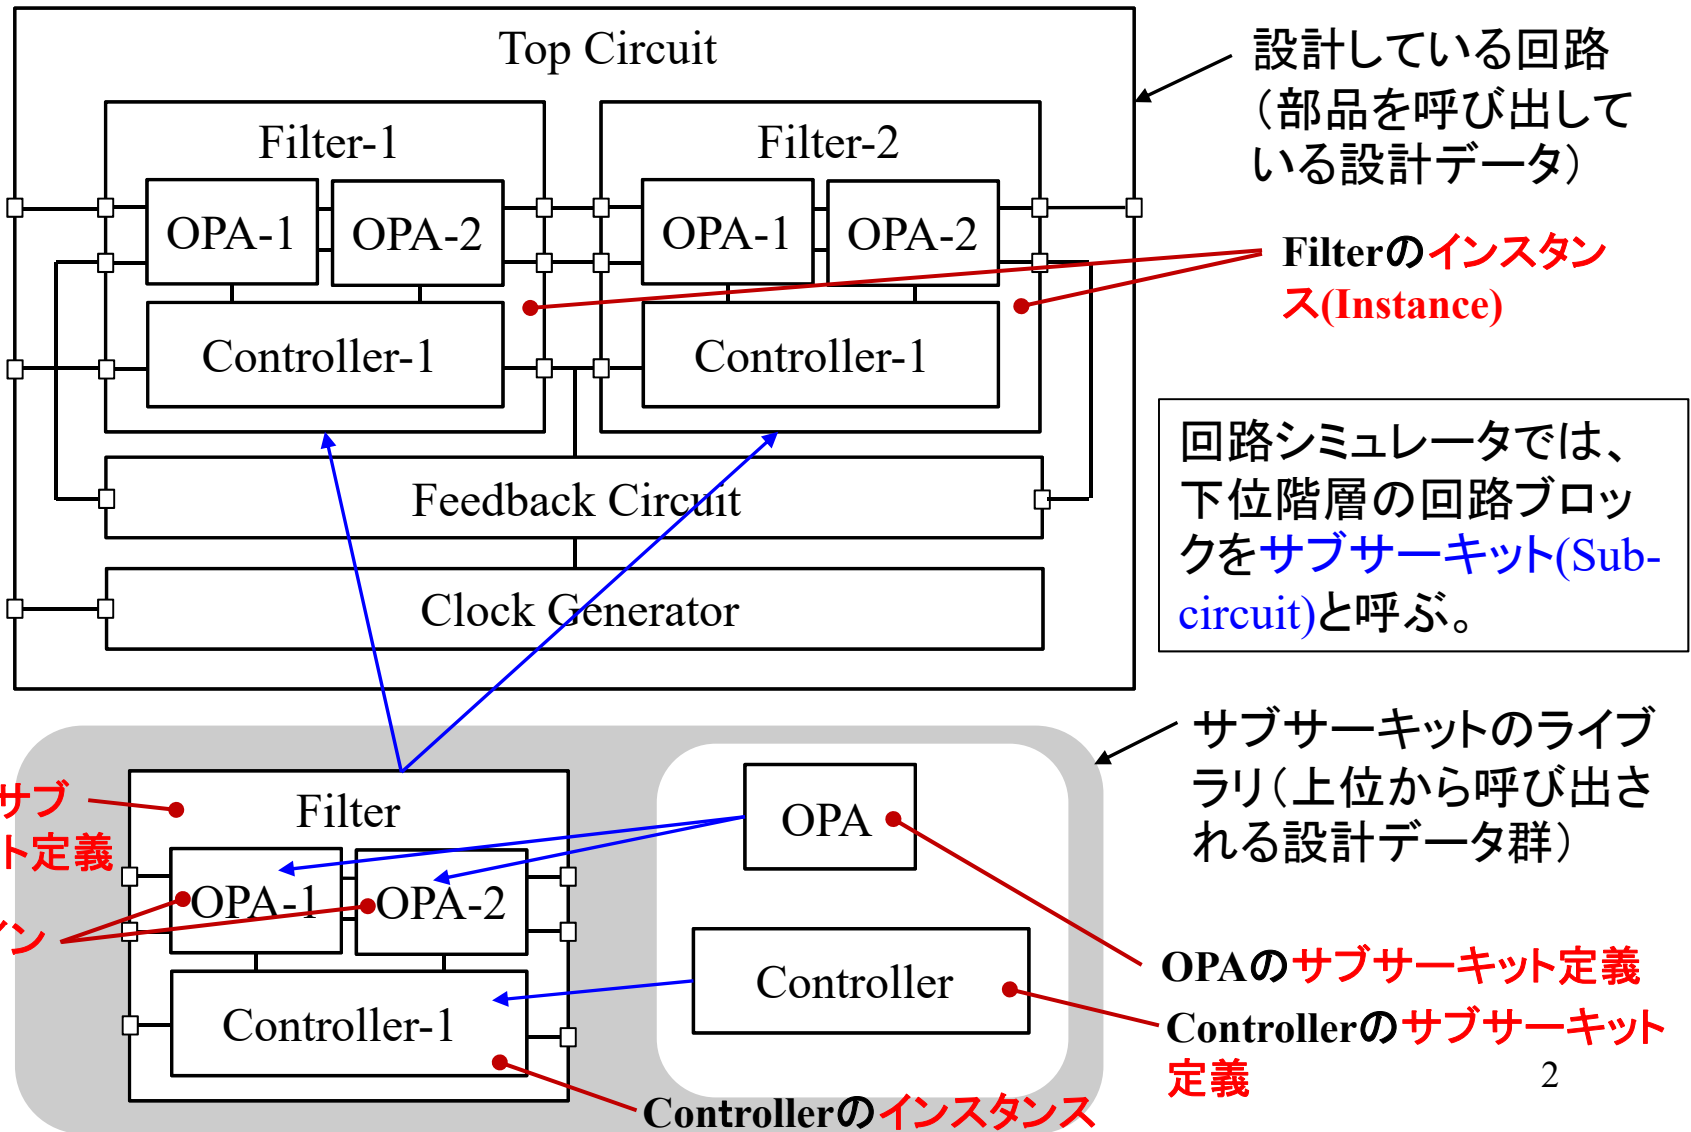 Top Circuit
設計している回路
（部品を呼び出して
いる設計データ）
Filter-1
Filter-2
OPA-1
OPA-2
OPA-1
OPA-2
Filterのインスタン
ス(Instance)
Controller-1
Controller-1
回路シミュレータでは、
下位階層の回路ブロッ
クをサブサーキット(Sub-
circuit)と呼ぶ。
Feedback Circuit
Clock Generator
サブサーキットのライブ
ラリ（上位から呼び出さ
れる設計データ群）
サブ
ト定義
Filter
OPA
OPA-1
OPA-2
イン
Controller
OPAのサブサーキット定義
Controller-1
Controllerのサブサーキット
定義
Controllerのインスタンス
2